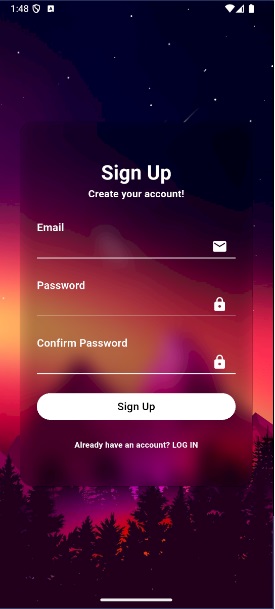 1:48
Sign Up
Create your account!
Email
Password
Confirm Password
Sign Up
Already have an account? LOG IN